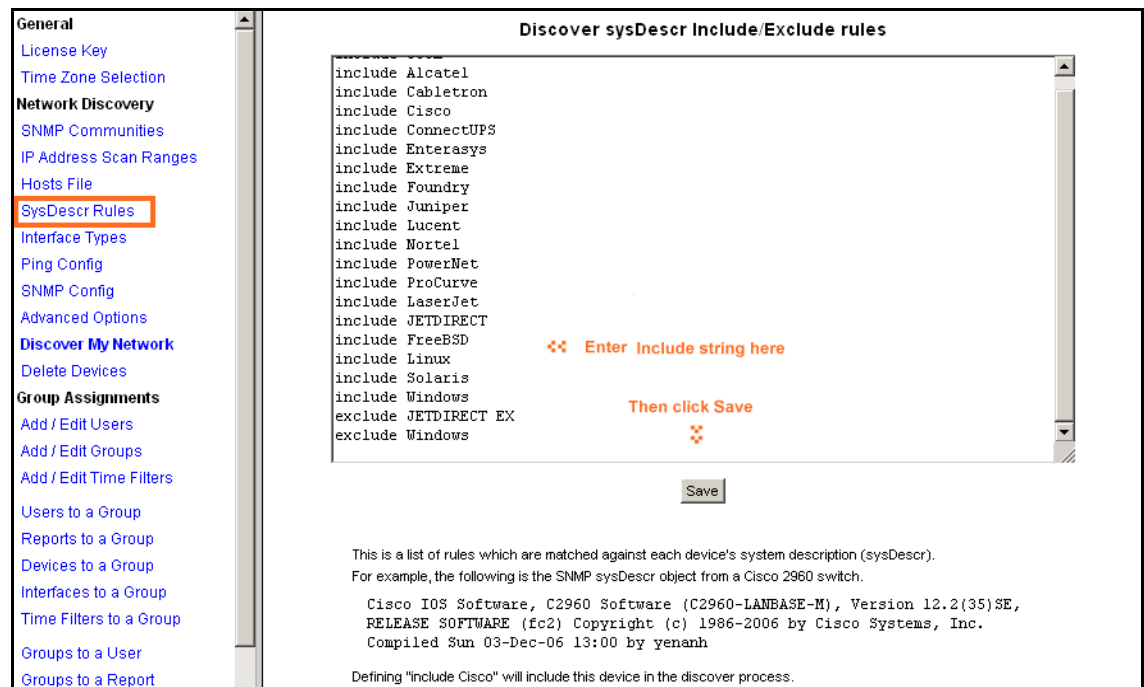 General
License Key
Time Zone Selection
Network Discovery
SNMP Communities
IP Address Scan Ranges
Hosts File
SysDescr Rules
Interface Types
Ping Config
SNMP Config
Advanced Options
Discover My Network
Delete Devices
Group Assignments
Add / Edit Users
Add / Edit Groups
Add / Edit Time Filters
Users to a Group
Reports to a Group
Devices to a Group
Interfaces to a Group
Time Filters to a Group
Groups to a User
Groups to a Report
Discover sysDescr Include/Exclude rules
include Alcatel
include Cabletron
include Cisco
include ConnectUPS
include Enterasys
include Extreme
include Foundry
include Juniper
include Lucent
include Nortel
include PowerNet
include ProCurve
include LaserJet
include JETDIRECT
include FreeBSD
include Linux
include Solaris
include Windows
exclude JETDIRECT EX
exclude Windows
Enter Include string here
Then click Save
Save
This is a list of rules which are matched against each device's system description (sysDescr).
For example, the following is the SNMP sysDescr object from a Cisco 2960 switch.
Cisco IOS Software, C2960 Software (C2960-LANBASE-M), Version 12.2(35)SE,
RELEASE SOFTWARE (fc2) Copyright (c) 1986-2006 by Cisco Systems, Inc.
Compiled Sun 03-Dec-06 13:00 by yenanh
Defining "include Cisco" will include this device in the discover process.